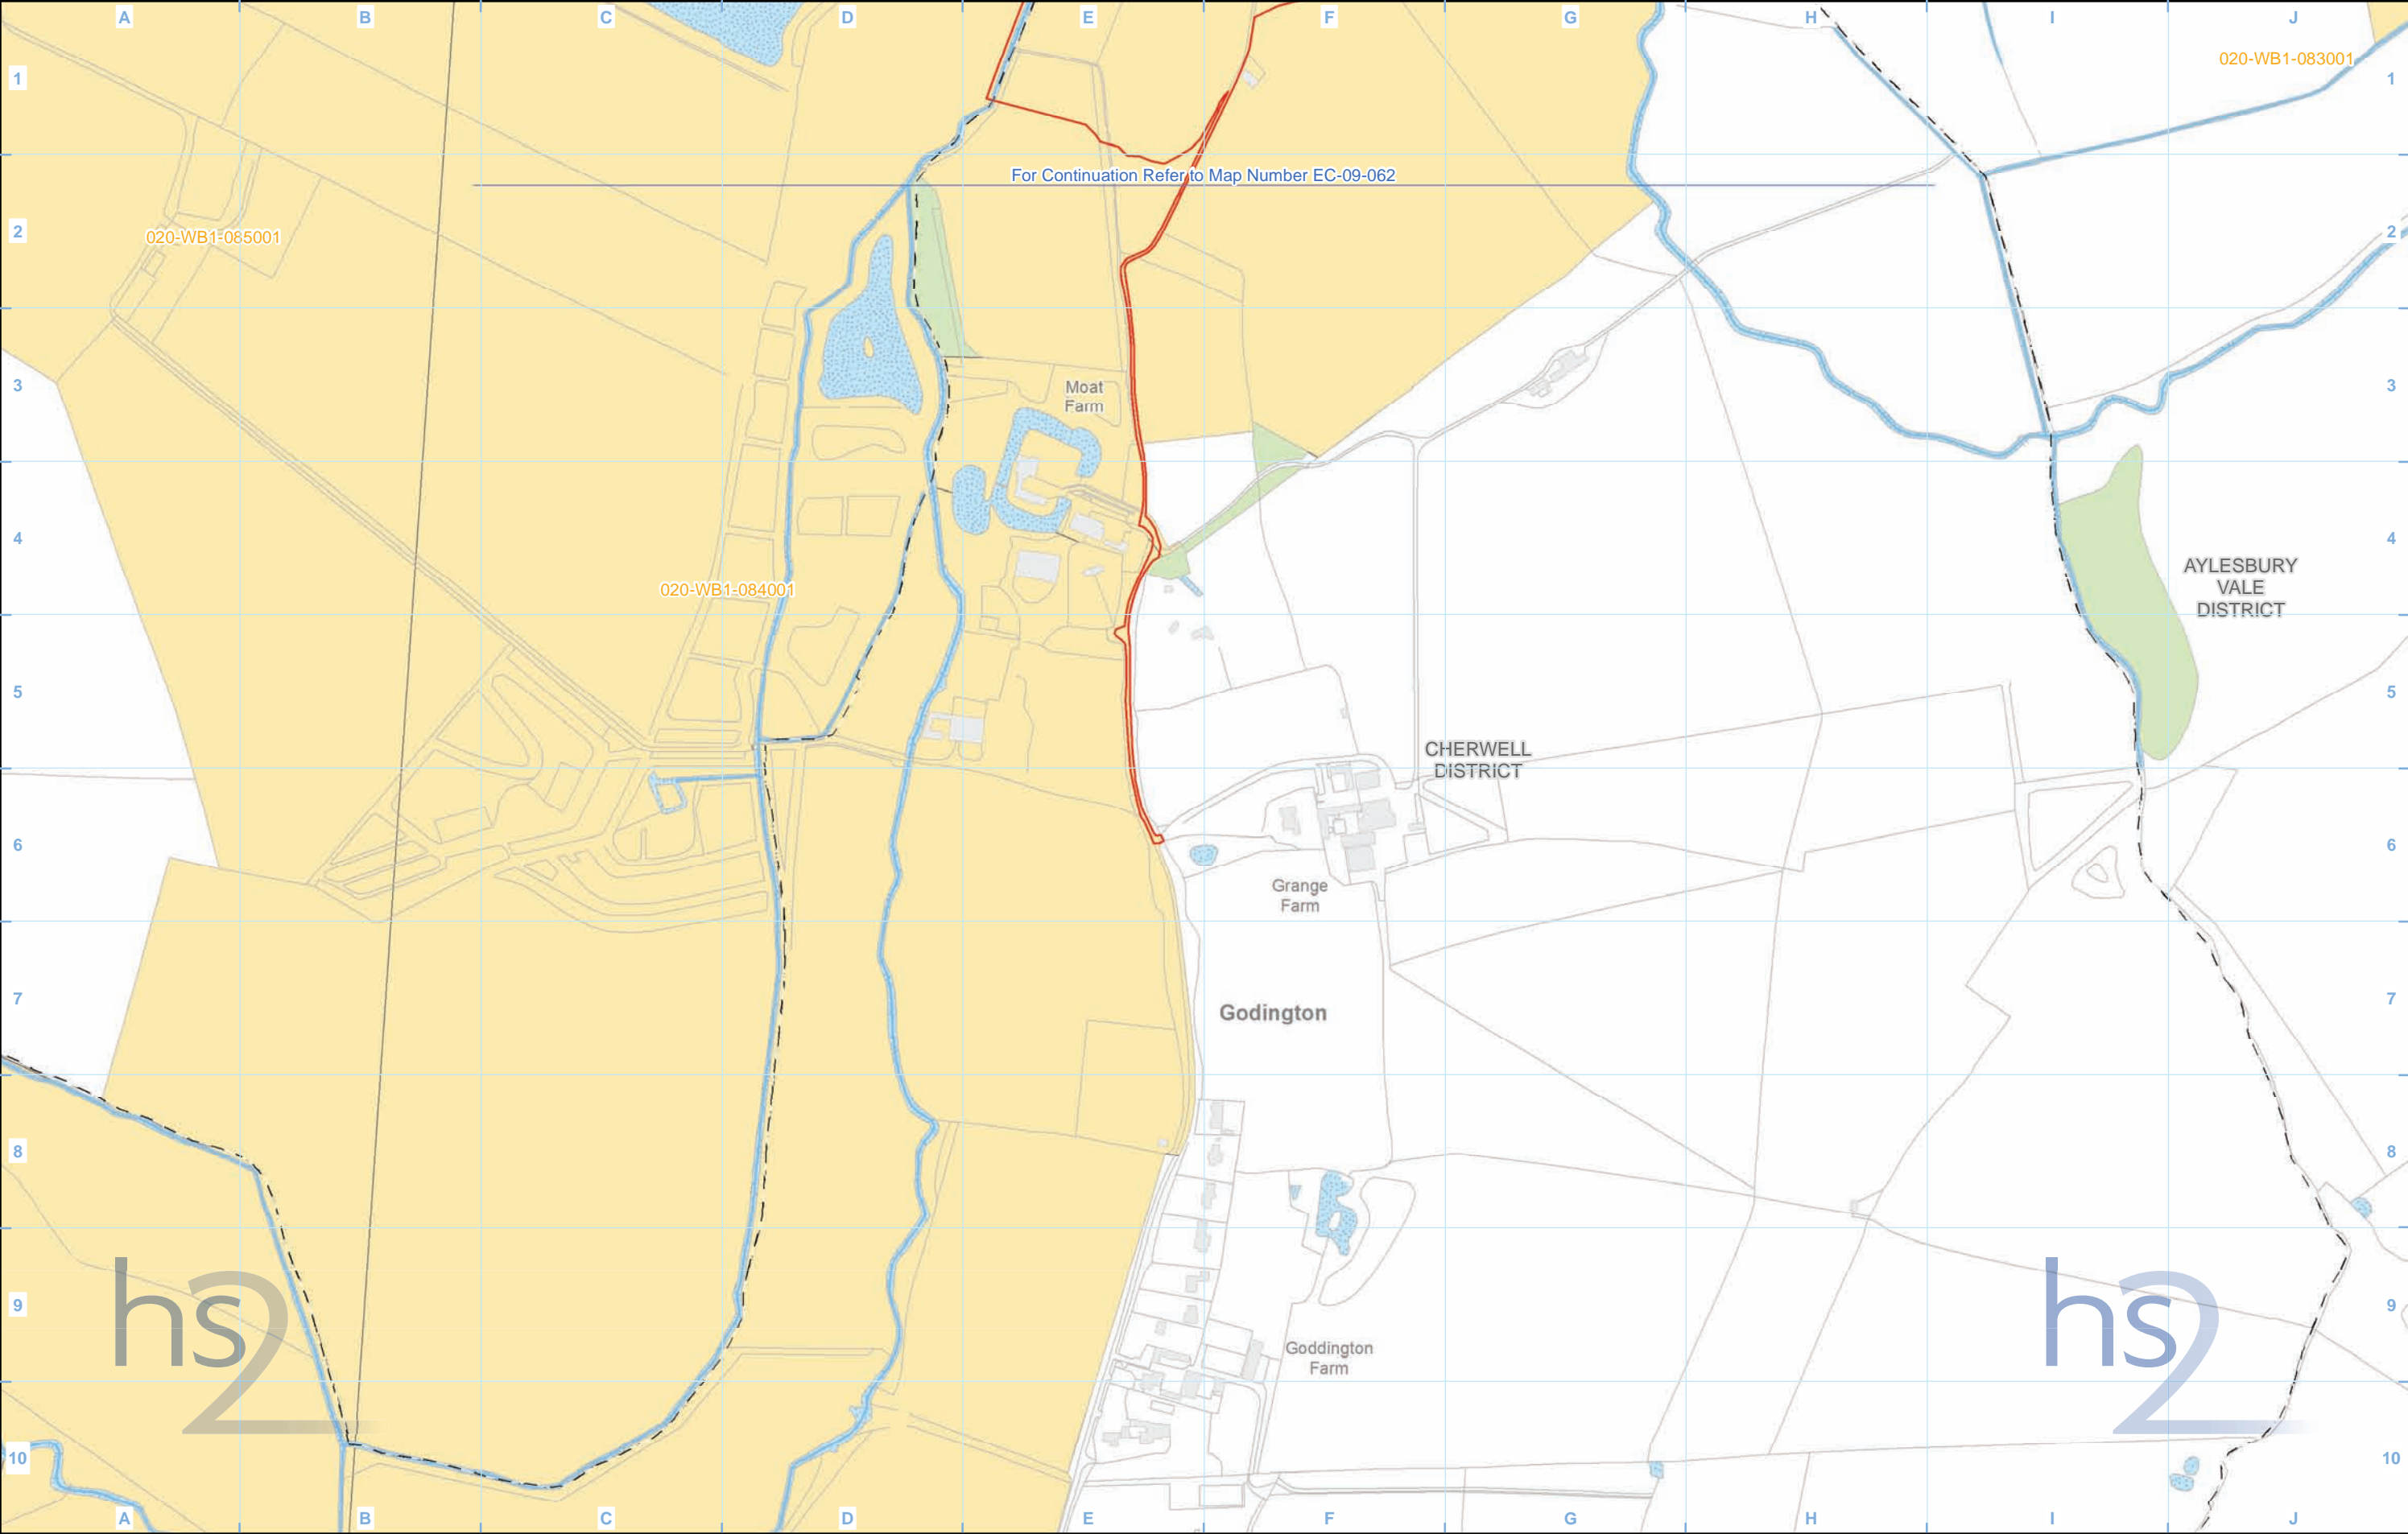 A B C D E F G H I J
1 020-WB1-083001 1
For Continuation Refer to Map Number EC-09-062
2 020-WB1-085001 2
3 Moat
Farm 3
4 4
AYLESBURY
VALE
DISTRICT
020-WB1-084001
5 5
CHERWELL
DISTRICT
6 6
Grange
Farm
7 7
Godington
8 8
hs2 hs2
9 9
Goddington
Farm
10 10
A B C D E F G H I J